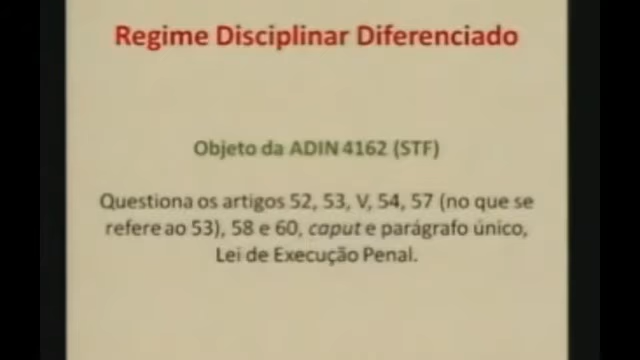 Regime Disciplinar Diferenciado
Objeto da ADIN 4162 (STF)
Questiona os artigos 52, 53, V, 54, 57 (no que se
refere ao 53), 58 e 60, caput e parágrafo único,
Lei de Execução Penal.